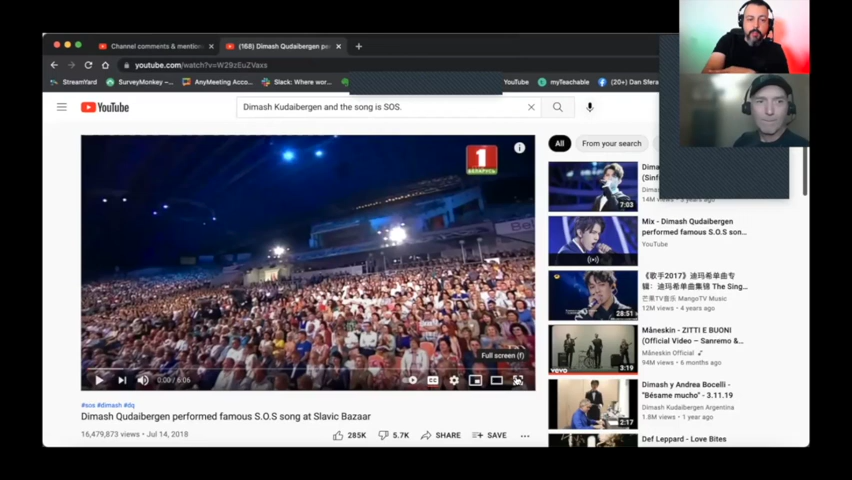 Channel comments & mentio
(168) Dimash Qudaibergen pe
youtube.com/watch?v=W29zEuZVaxs
StreamYard
SurveyMonkey –...
AnyMeeting Acco...
Slack: Where wor...
YouTube
myTeachable
(20+) Dan Sfera
YouTube
Dimash Kudaibergen and the song is SOS.
1
БЕЛАРУСЬ
Full screen (f)
0:00 / 6:06
#sos #dimash #dq
Dimash Qudaibergen performed famous S.O.S song at Slavic Bazaar
16,479,873 views • Jul 14, 2018
285K
5.7K
SHARE
SAVE
All
From your search
7:03
Dima
(Sinf
Dimas
14M
Mix - Dimash Qudaibergen
performed famous S.O.S son...
YouTube
28:51
《歌手2017》迪玛希单曲专
辑：迪玛希单曲集锦 The Sing...
芒果TV音乐 MangoTV Music
12M views • 4 years ago
vevo
3:19
Måneskin - ZITTI E BUONI
(Official Video – Sanremo &...
Måneskin Official
94M views • 6 months ago
2:17
Dimash y Andrea Bocelli -
"Bésame mucho" - 3.11.19
Dimash Kudaibergen Argentina
1.8M views • 1 year ago
Def Leppard - Love Bites